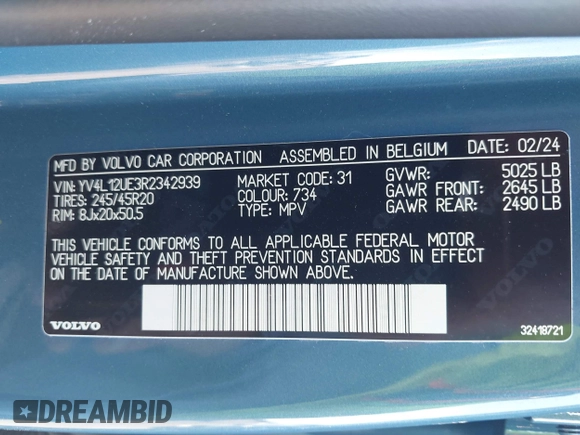 MFD BY VOLVO CAR CORPORATION ASSEMBLED IN BELGIUM DATE: 02/24
VIN: YV4L12UE3R2342939 MARKET CODE: 31 GVWR: 5025 LB
TIRES: 245/45R20 COLOUR: 734 GAWR FRONT: 2645 LB
RIM: 8Jx20x50.5 TYPE: MPV GAWR REAR: 2490 LB
THIS VEHICLE CONFORMS TO ALL APPLICABLE FEDERAL MOTOR
VEHICLE SAFETY AND THEFT PREVENTION STANDARDS IN EFFECT
ON THE DATE OF MANUFACTURE SHOWN ABOVE.
VOLVO 32418721
DREAMBID